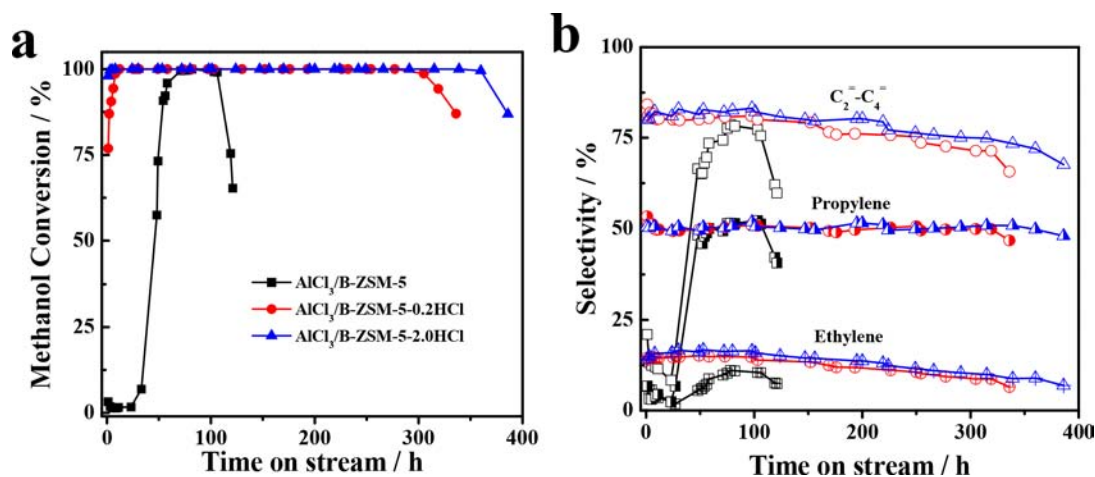 a
Methanol Conversion / %
100
75
50
25
0
AlCl₃/B-ZSM-5
AlCl₃/B-ZSM-5-0.2HCl
AlCl₃/B-ZSM-5-2.0HCl
0 100 200 300 400
Time on stream / h
b
Selectivity / %
100
75
50
25
0
C₂⁼-C₄⁼
Propylene
Ethylene
0 100 200 300 400
Time on stream / h